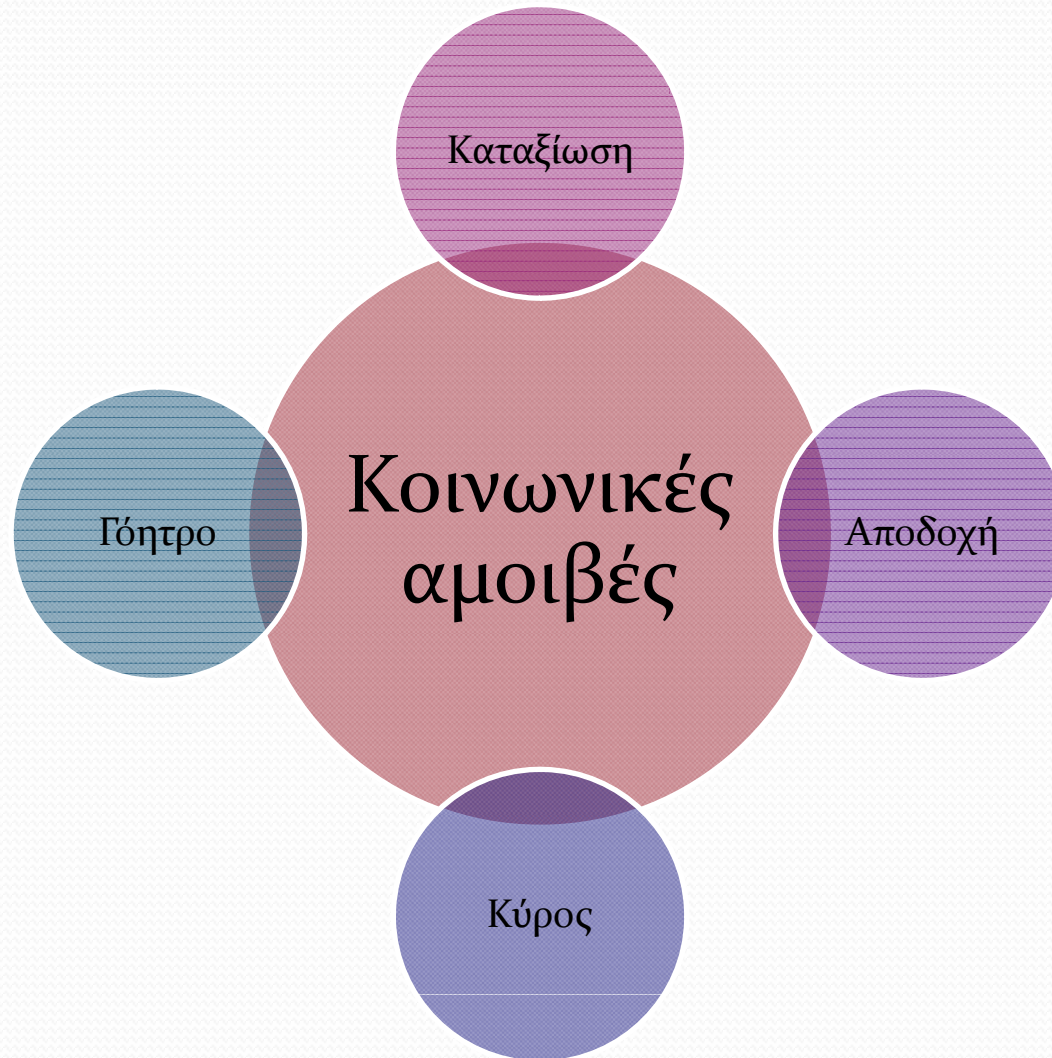 Καταξίωση
Γόητρο
Κοινωνικές
αμοιβές
Αποδοχή
Κύρος